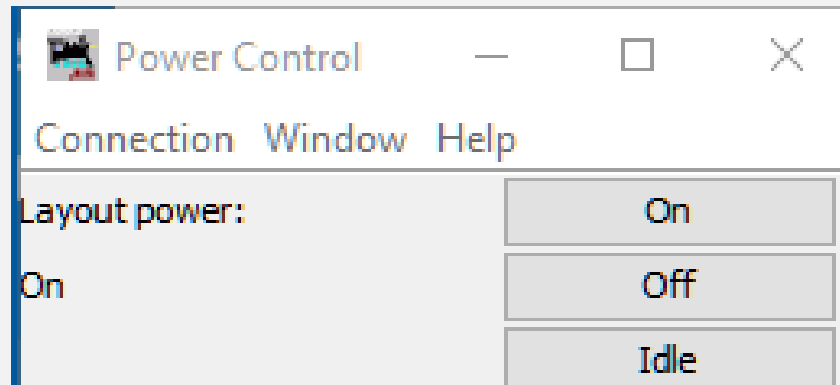 Power Control
Connection Window Help
Layout power: On
On Off
Idle